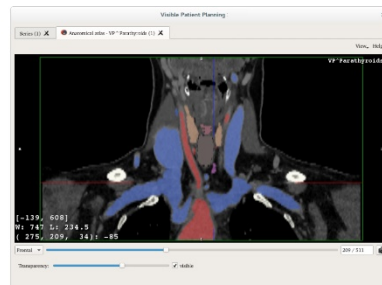 Visible Patient Planning
Series (1) X Anatomical atlas - VP^Parathyroids (1) X
View, Help
VP^Parathyroids
[-139, 608]
W: 747 L: 234.5
( 275, 209, 34): -85
Frontal
209 / 511
Transparency: visible